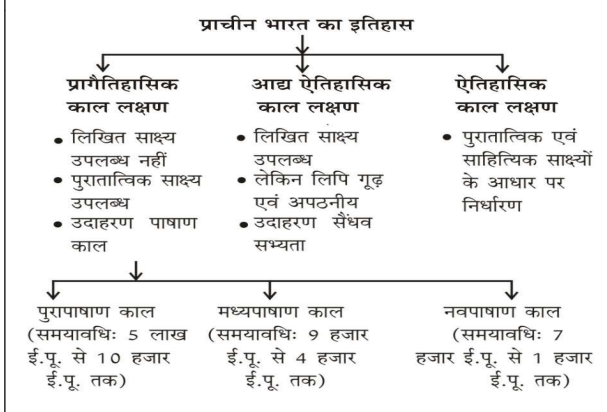 प्राचीन भारत का इतिहास
प्रागैतिहासिक
काल लक्षण
• लिखित साक्ष्य
उपलब्ध नहीं
• पुरातात्विक साक्ष्य
उपलब्ध
• उदाहरण पाषाण
काल
आद्य ऐतिहासिक
काल लक्षण
• लिखित साक्ष्य
उपलब्ध
• लेकिन लिपि गूढ़
एवं अपठनीय
• उदाहरण सैंधव
सभ्यता
ऐतिहासिक
काल लक्षण
• पुरातात्विक एवं
साहित्यिक साक्ष्यों
के आधार पर
निर्धारण
पुरापाषाण काल
(समयावधिः 5 लाख
ई.पू. से 10 हजार
ई.पू. तक)
मध्यपाषाण काल
(समयावधिः 9 हजार
ई.पू. से 4 हजार
ई.पू. तक)
नवपाषाण काल
(समयावधिः 7
हजार ई.पू. से 1 हजार
ई.पू. तक)